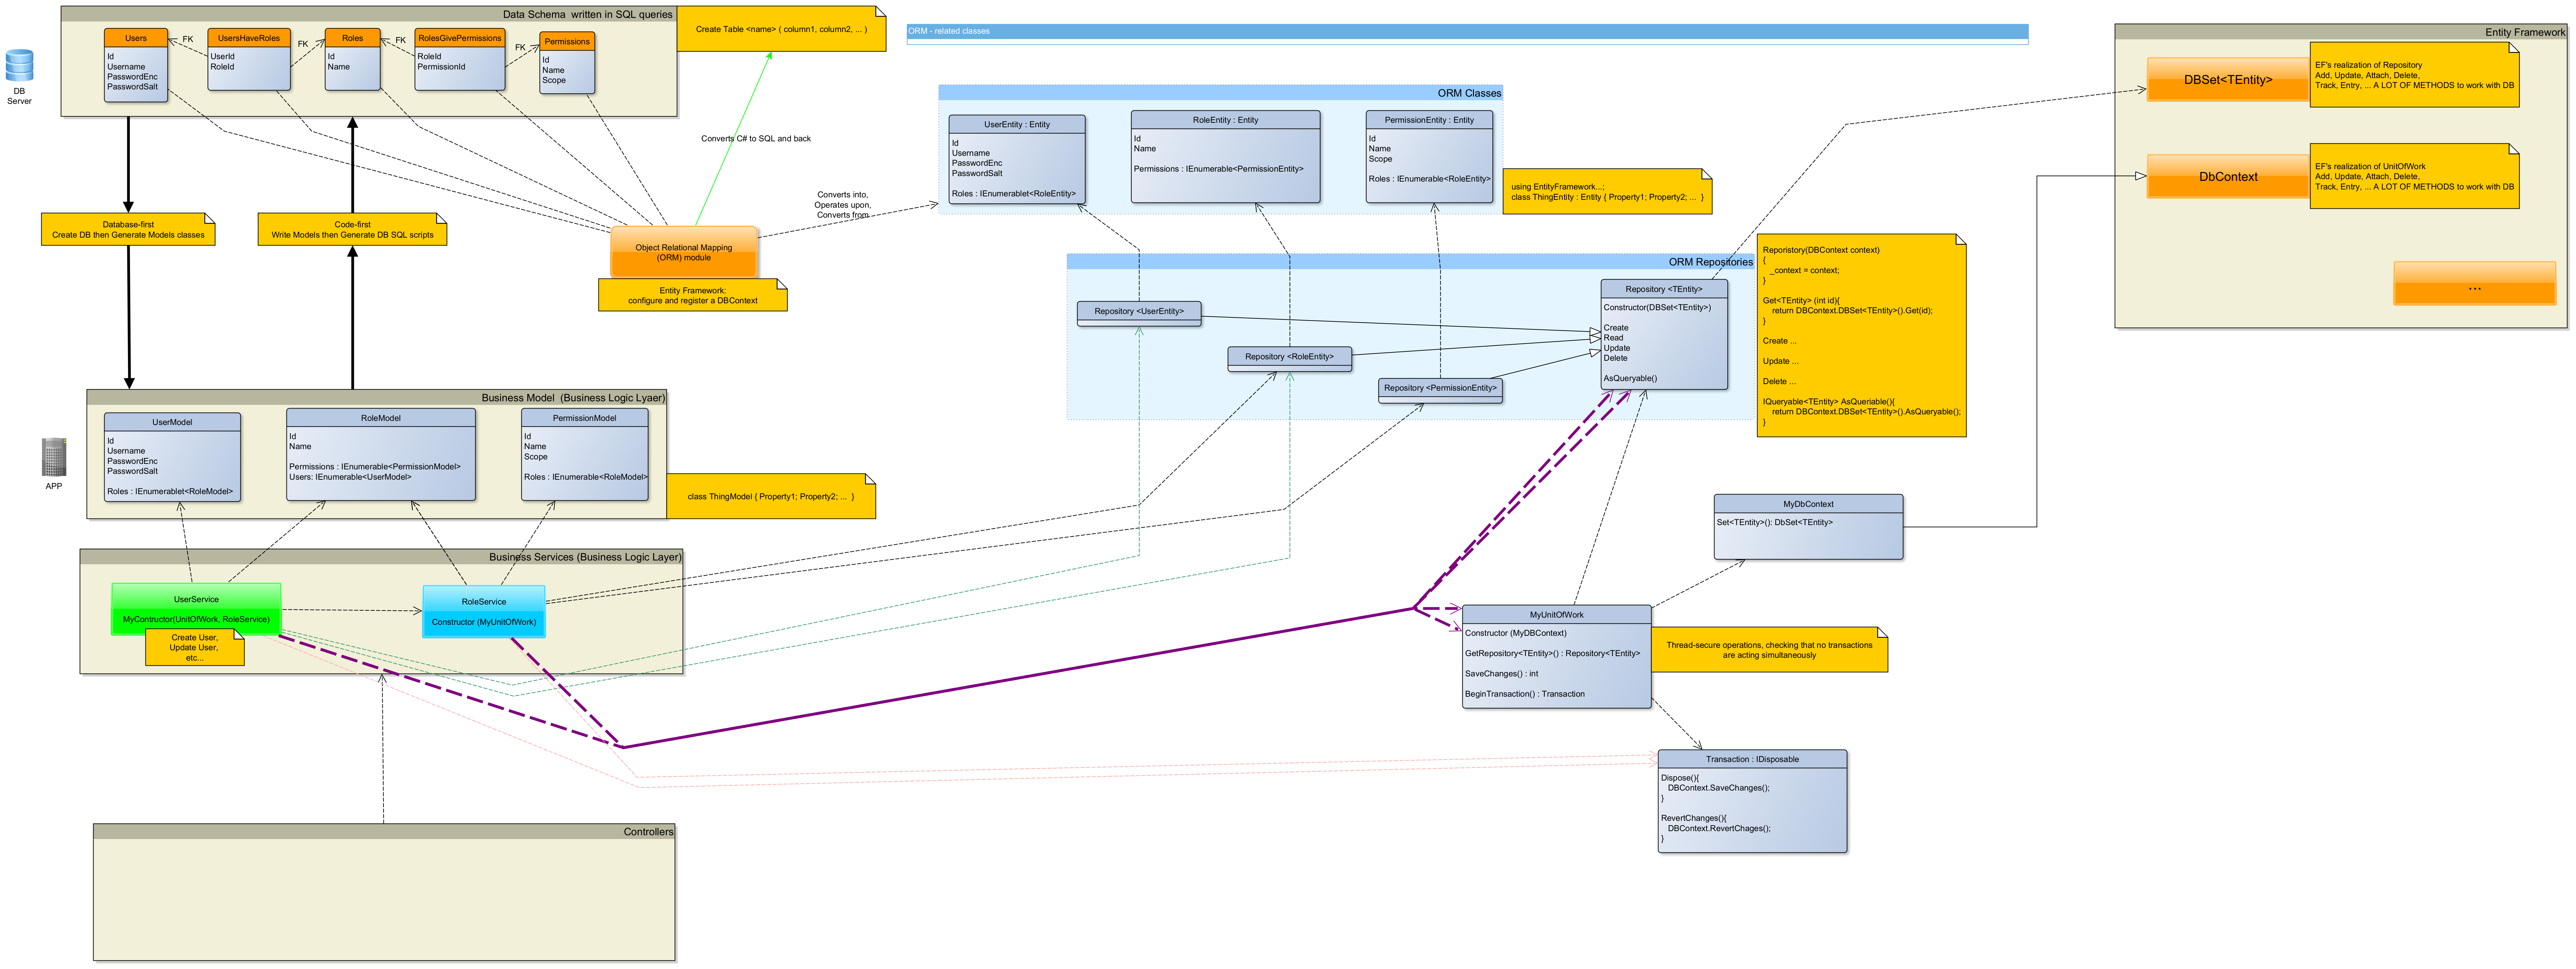 Data Schema  written in SQL queries
Users
Id
Username
PasswordEnc
PasswordSalt
FK
UsersHaveRoles
UserId
RoleId
FK
Roles
Id
Name
FK
RolesGivePermissions
RoleId
PermissionId
FK
Permissions
Id
Name
Scope
Create Table <name> ( column1, column2, ... )
DB
Server
ORM - related classes
Entity Framework
DBSet<TEntity>
EF's realization of Repository
Add, Update, Attach, Delete,
Track, Entry, ... A LOT OF METHODS to work with DB
DbContext
EF's realization of UnitOfWork
Add, Update, Attach, Delete,
Track, Entry, ... A LOT OF METHODS to work with DB
...
Converts C# to SQL and back
ORM Classes
UserEntity : Entity
Id
Username
PasswordEnc
PasswordSalt
Roles : IEnumerablet<RoleEntity>
RoleEntity : Entity
Id
Name
Permissions : IEnumerable<PermissionEntity>
PermissionEntity : Entity
Id
Name
Scope
Roles : IEnumerable<RoleEntity>
using EntityFramework...;
class ThingEntity : Entity { Property1; Property2; ...  }
Converts into,
Operates upon,
Converts from
Database-first
Create DB then Generate Models classes
Code-first
Write Models then Generate DB SQL scripts
Object Relational Mapping
(ORM) module
Entity Framework:
configure and register a DBContext
ORM Repositories
Repository <UserEntity>
Repository <RoleEntity>
Repository <PermissionEntity>
Repository <TEntity>
Constructor(DBSet<TEntity>)
Create
Read
Update
Delete
AsQueryable()
Reporistory(DBContext context)
{
_context = context;
}
Get<TEntity> (int id){
return DBContext.DBSet<TEntity>().Get(id);
}
Create ...
Update ...
Delete ...
IQueryable<TEntity> AsQueriable(){
return DBContext.DBSet<TEntity>().AsQueryable();
}
Business Model  (Business Logic Lyaer)
UserModel
Id
Username
PasswordEnc
PasswordSalt
Roles : IEnumerablet<RoleModel>
RoleModel
Id
Name
Permissions : IEnumerable<PermissionModel>
Users: IEnumerable<UserModel>
PermissionModel
Id
Name
Scope
Roles : IEnumerable<RoleModel>
class ThingModel { Property1; Property2; ...  }
APP
Business Services (Business Logic Layer)
UserService
MyContructor(UnitOfWork, RoleService)
Create User,
Update User,
etc...
RoleService
Constructor (MyUnitOfWork)
MyDbContext
Set<TEntity>(): DbSet<TEntity>
MyUnitOfWork
Constructor (MyDBContext)
GetRepository<TEntity>() : Repository<TEntity>
SaveChanges() : int
BeginTransaction() : Transaction
Thread-secure operations, checking that no transactions
are acting simultaneously
Transaction : IDisposable
Dispose(){
DBContext.SaveChanges();
}
RevertChanges(){
DBContext.RevertChages();
}
Controllers